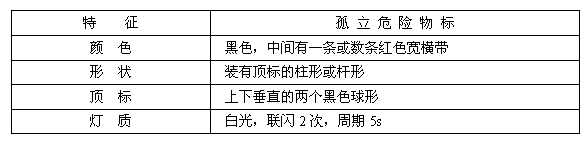 特 征 孤 立 危 险 物 标
颜 色 黑色，中间有一条或数条红色宽横带
形 状 装有顶标的柱形或杆形
顶 标 上下垂直的两个黑色球形
灯 质 白光，联闪 2 次，周期 5s